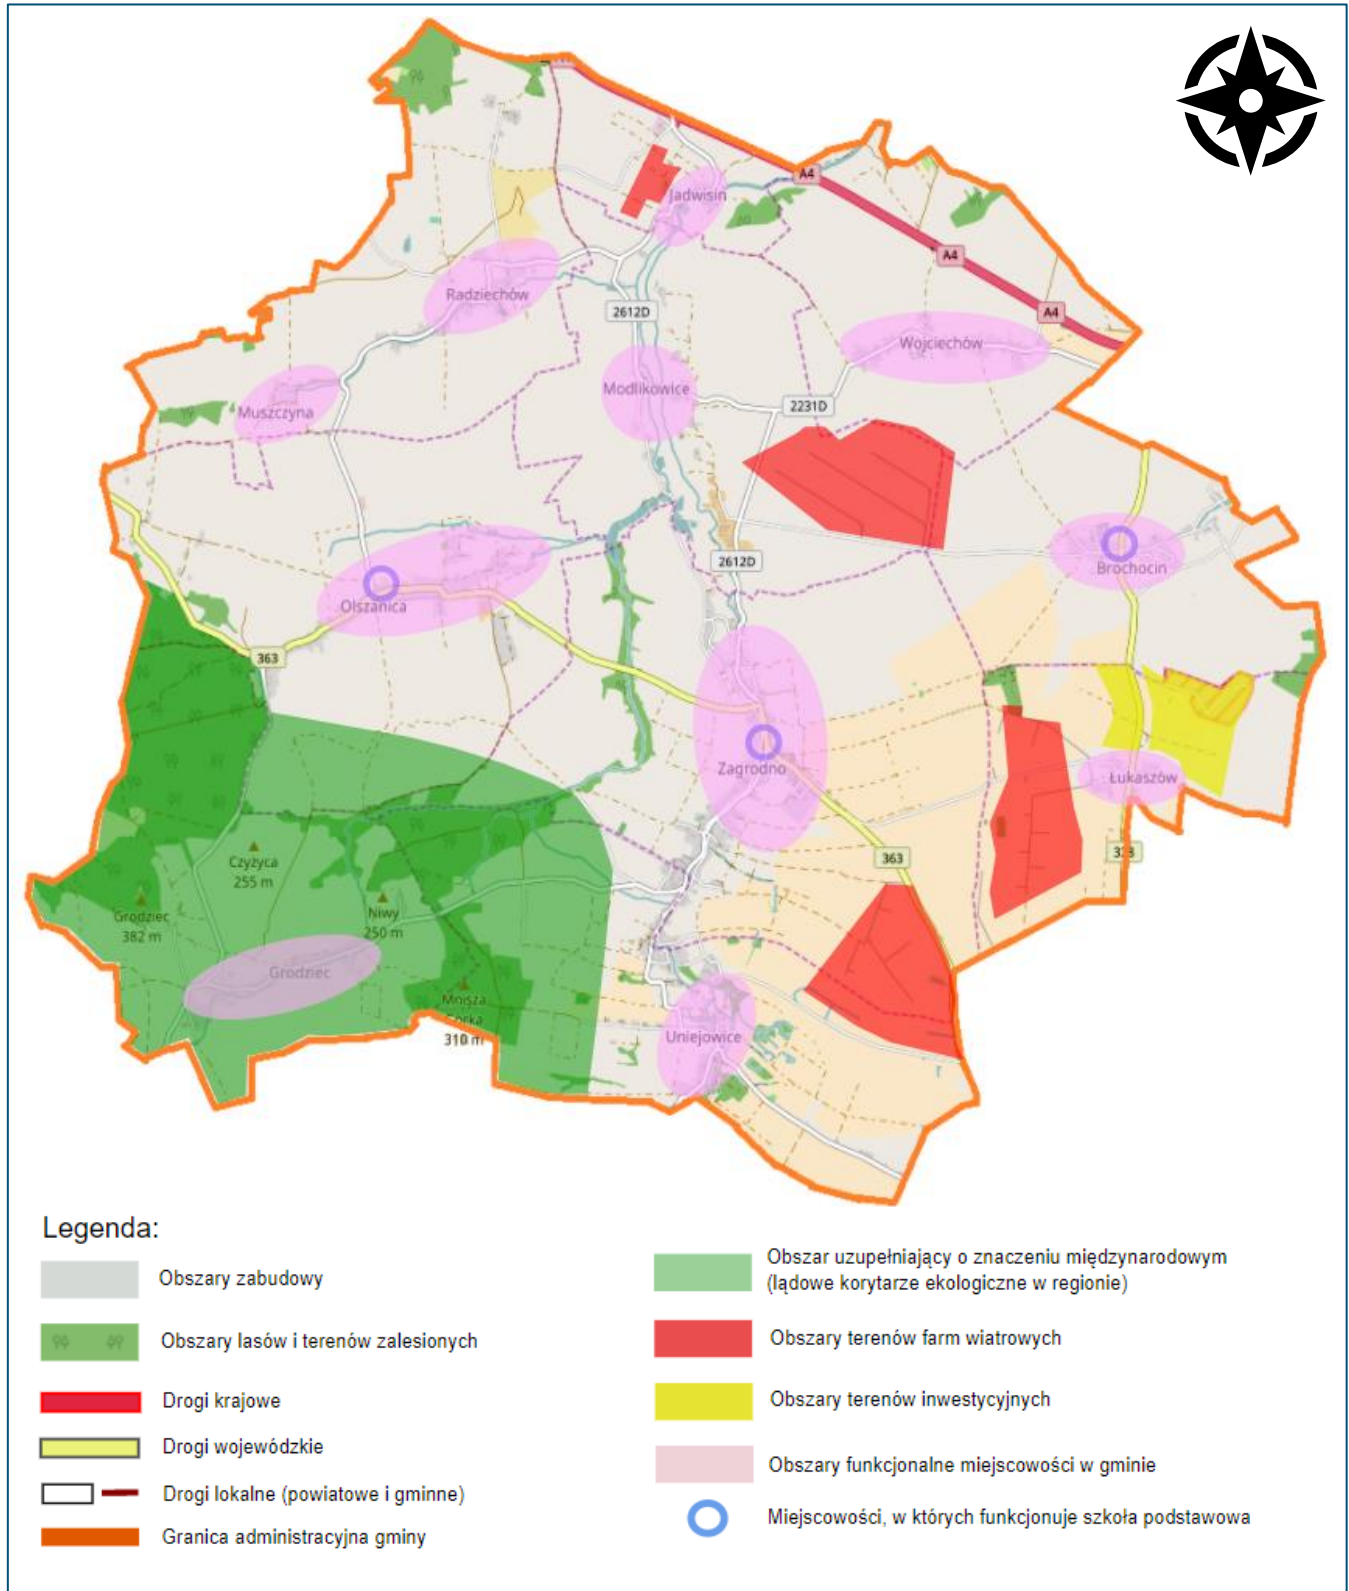 A4
Jadwisin
A4
Radziechów
2612D
A4
Wojciechów
Modlikowice
Muszczyna
2231D
2612D
Brochocin
Olszanica
363
Zagrodno
Łukaszów
Czyżyca
255 m
363
328
Grodziec
382 m
Niwy
250 m
Grodziec
Mnisza
Górka
310 m
Uniejowice
Legenda:
Obszary zabudowy
Obszary lasów i terenów zalesionych
Drogi krajowe
Drogi wojewódzkie
Drogi lokalne (powiatowe i gminne)
Granica administracyjna gminy
Obszar uzupełniający o znaczeniu międzynarodowym
(lądowe korytarze ekologiczne w regionie)
Obszary terenów farm wiatrowych
Obszary terenów inwestycyjnych
Obszary funkcjonalne miejscowości w gminie
Miejscowości, w których funkcjonuje szkoła podstawowa